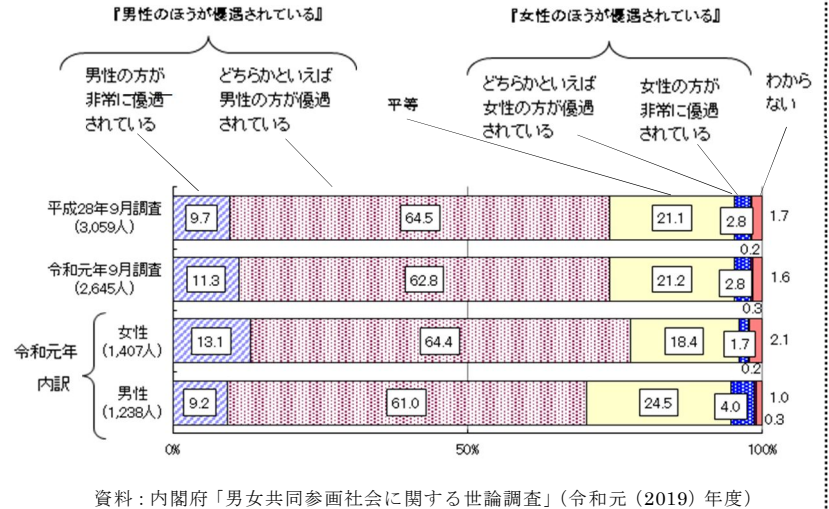 『男性のほうが優遇されている』
『女性のほうが優遇されている』
男性の方が
非常に優遇
されている
どちらかといえば
男性の方が優遇
されている
平等
どちらかといえば
女性の方が優遇
されている
女性の方が
非常に優遇
されている
わから
ない
平成28年9月調査
(3,059人)
9.7
64.5
21.1
2.8
1.7
0.2
令和元年9月調査
(2,645人)
11.3
62.8
21.2
2.8
1.6
0.3
令和元年
内訳
女性
(1,407人)
13.1
64.4
18.4
1.7
2.1
0.2
男性
(1,238人)
9.2
61.0
24.5
4.0
1.0
0.3
0%
50%
100%
資料:内閣府「男女共同参画社会に関する世論調査」(令和元(2019)年度)